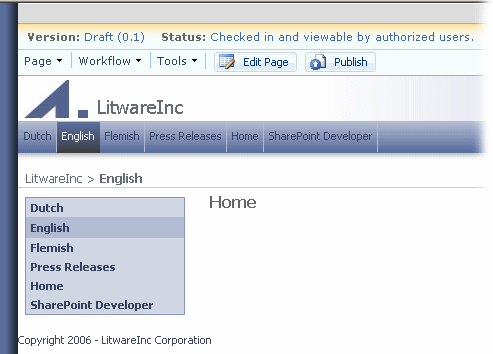 Version: Draft (0.1) Status: Checked in and viewable by authorized users.
Page Workflow Tools Edit Page Publish
LitwareInc
Dutch English Flemish Press Releases Home SharePoint Developer
LitwareInc > English
Dutch
English
Flemish
Press Releases
Home
SharePoint Developer
Home
Copyright 2006 - LitwareInc Corporation